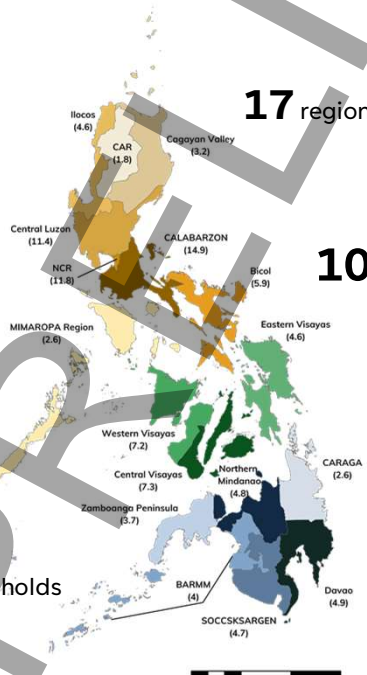 17 region
Ilocos
(4.6)
CAR
(1.8)
Cagayan Valley
(3.2)
Central Luzon
(11.4)
CALABARZON
(14.9)
NCR
(11.8)
10
Bicol
(5.9)
MIMAROPA Region
(2.6)
Eastern Visayas
(4.6)
Western Visayas
(7.2)
Central Visayas
(7.3)
Northern
Mindanao
(4.8)
CARAGA
(2.6)
Zamboanga Peninsula
(3.7)
holds
BARMM
(4)
Davao
(4.9)
SOCCSKSARGEN
(4.7)